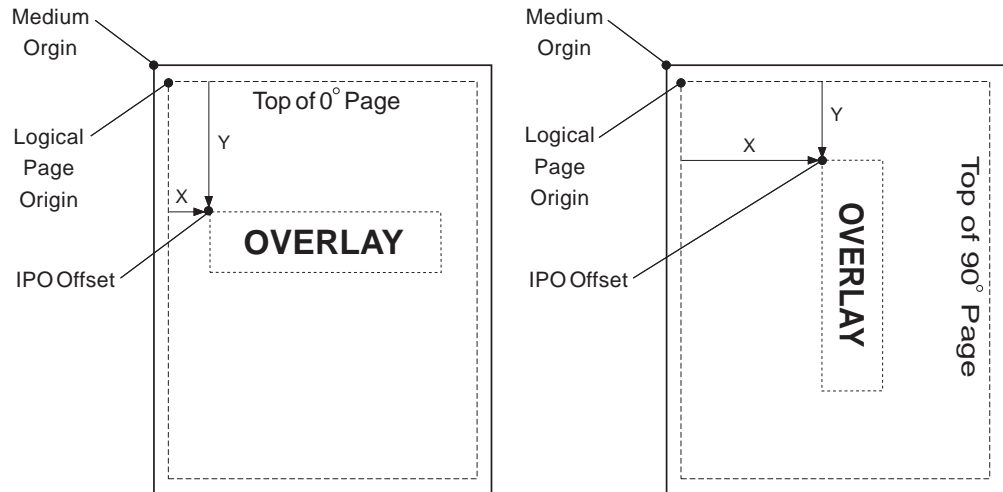 Medium
Orgin
Logical
Page
Origin
IPO Offset
Top of 0° Page
Y
X
OVERLAY
Medium
Orgin
Logical
Page
Origin
IPO Offset
Y
X
OVERLAY
Top of 90° Page